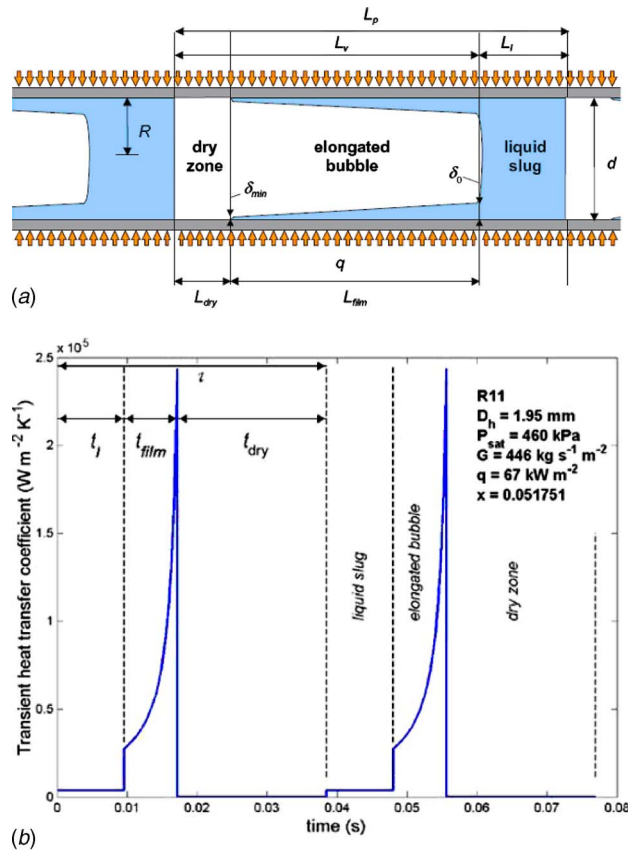 L_p
L_v L_l
R
dry zone
elongated bubble
liquid slug
d
δ_min
δ_0
q
L_dry L_film
(a)
x 10^5
2.5
2
1.5
1
0.5
0
Transient heat transfer coefficient (W m^-2 K^-1)
τ
t_l t_film t_dry
R11
D_h = 1.95 mm
P_sat = 460 kPa
G = 446 kg s^-1 m^-2
q = 67 kW m^-2
x = 0.051751
liquid slug
elongated bubble
dry zone
0 0.01 0.02 0.03 0.04 0.05 0.06 0.07 0.08
time (s)
(b)